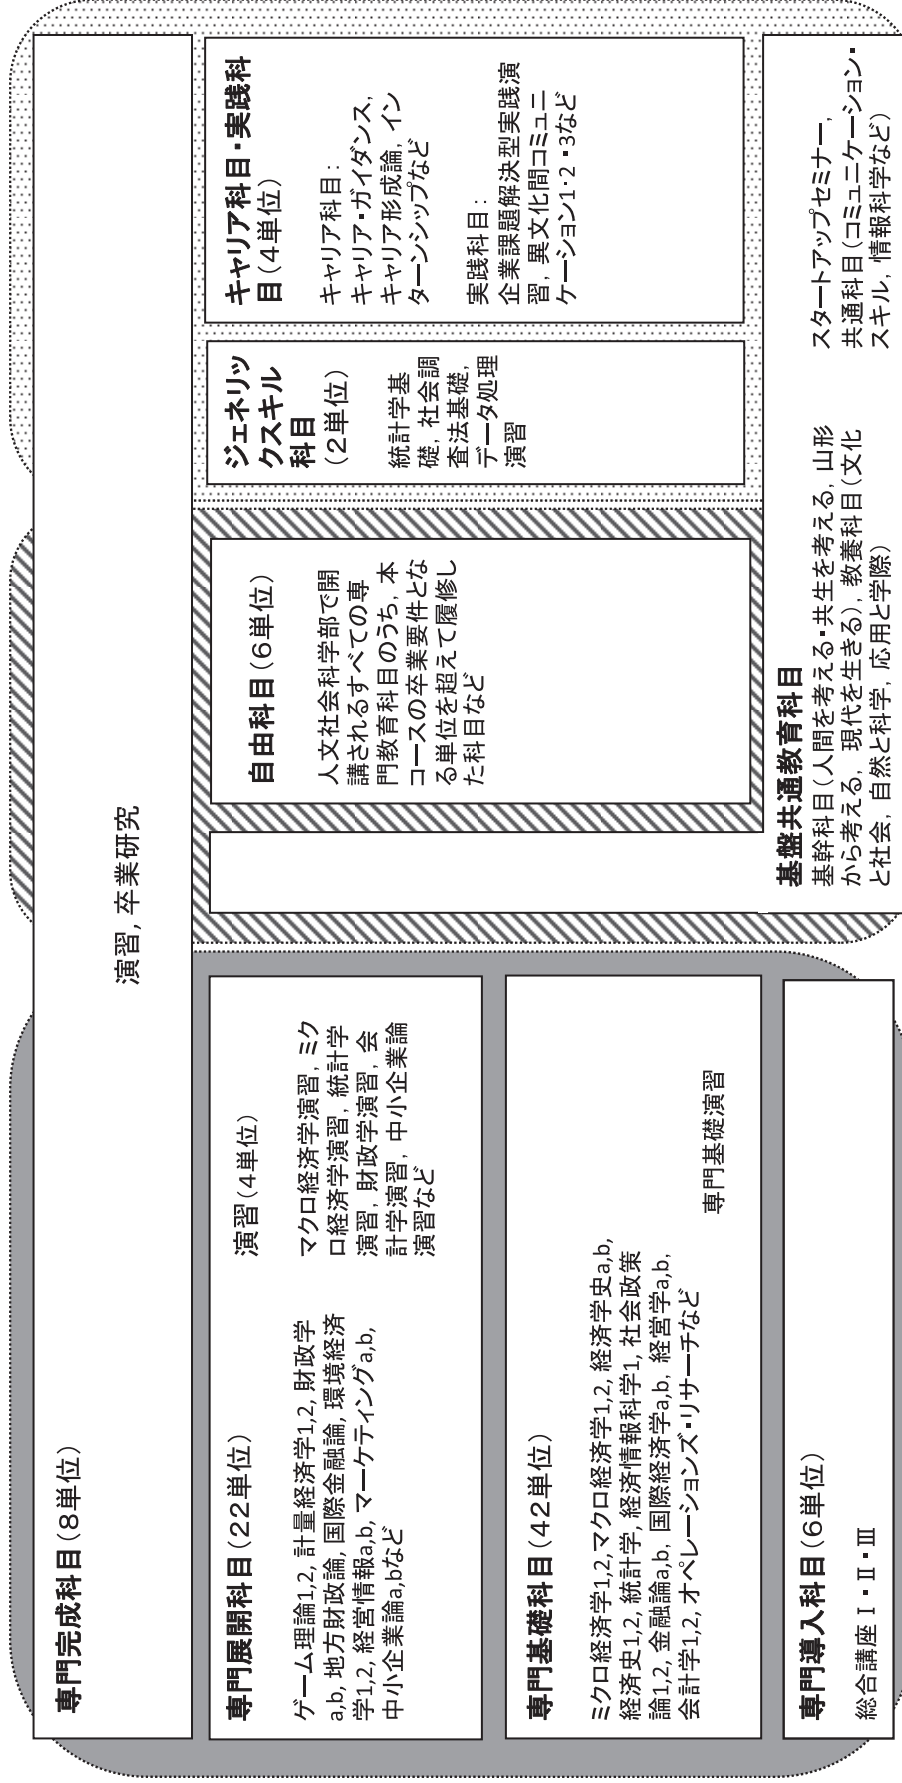 専門完成科目（8単位）
演習, 卒業研究
専門展開科目（22単位）
ゲーム理論1,2, 計量経済学1,2, 財政学
a,b, 地方財政論, 国際金融論, 環境経済
学1,2, 経営情報a,b, マーケティングa,b,
中小企業論a,bなど
演習（4単位）
マクロ経済学演習, ミク
ロ経済学演習, 統計学
演習, 財政学演習, 会
計学演習, 中小企業論
演習など
専門基礎科目（42単位）
ミクロ経済学1,2,マクロ経済学1,2, 経済学史a,b,
経済史1,2, 統計学, 経済情報科学1, 社会政策
論1,2, 金融論a,b, 国際経済学a,b, 経営学a,b,
会計学1,2, オペレーションズ・リサーチなど
専門基礎演習
専門導入科目（6単位）
総合講座Ⅰ・Ⅱ・Ⅲ
自由科目（6単位）
人文社会科学部で開
講されるすべての専
門教育科目のうち, 本
コースの卒業要件とな
る単位を超えて履修し
た科目など
ジェネリッ
クスキル
科目
（2単位）
統計学基
礎, 社会調
査法基礎,
データ処理
演習
キャリア科目・実践科
目（4単位）
キャリア科目：
キャリア・ガイダンス,
キャリア形成論, イン
ターンシップなど
実践科目：
企業課題解決型実践演
習, 異文化間コミュニ
ケーション1・2・3など
基盤共通教育科目
基幹科目（人間を考える・共生を考える, 山形
から考える, 現代を生きる）, 教養科目（文化
と社会, 自然と科学, 応用と学際）
スタートアップセミナー,
共通科目（コミュニケーション・
スキル, 情報科学など）